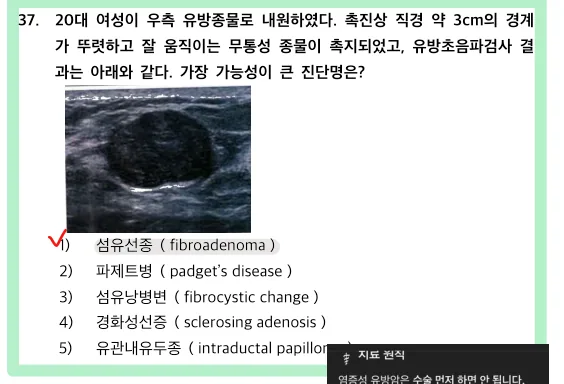 37. 20대 여성이 우측 유방종물로 내원하였다. 촉진상 직경 약 3cm의 경계
가 뚜렷하고 잘 움직이는 무통성 종물이 촉지되었고, 유방초음파검사 결
과는 아래와 같다. 가장 가능성이 큰 진단명은?
1) 섬유선종 ( fibroadenoma )
2) 파제트병 ( padget's disease )
3) 섬유낭병변 ( fibrocystic change )
4) 경화성선증 ( sclerosing adenosis )
5) 유관내유두종 ( intraductal papillo
치료 원칙
염증성 유방암은 수술 먼저 하면 안 됩니다.